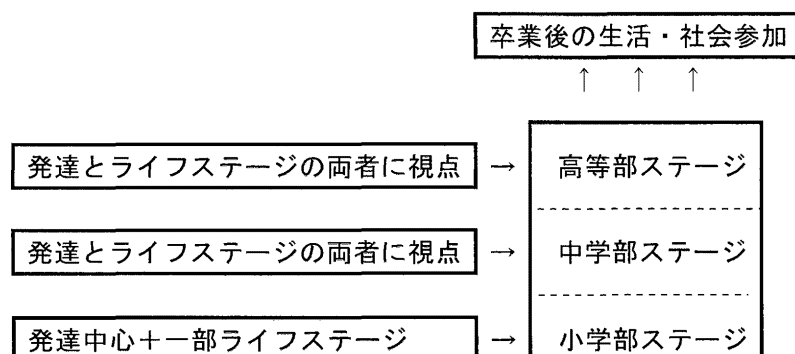 卒業後の生活・社会参加
↑ ↑ ↑
発達とライフステージの両者に視点 → 高等部ステージ
発達とライフステージの両者に視点 → 中学部ステージ
発達中心＋一部ライフステージ → 小学部ステージ